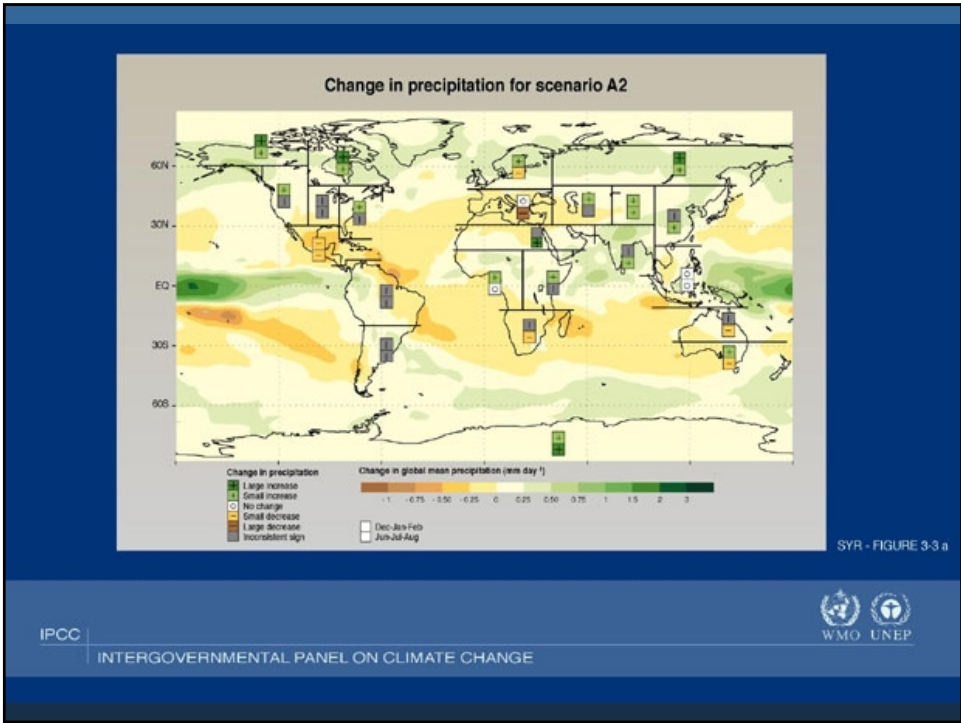 Change in precipitation for scenario A2
60N
30N
EQ
30S
60S
Change in precipitation
Large increase
Small increase
No change
Small decrease
Large decrease
Inconsistent sign
Change in global mean precipitation (mm day⁻¹)
-1 -0.75 -0.50 -0.25 0 0.25 0.50 0.75 1 1.5 2 3
Dec-Jan-Feb
Jun-Jul-Aug
SYR - FIGURE 3-3 a
IPCC
INTERGOVERNMENTAL PANEL ON CLIMATE CHANGE
WMO UNEP